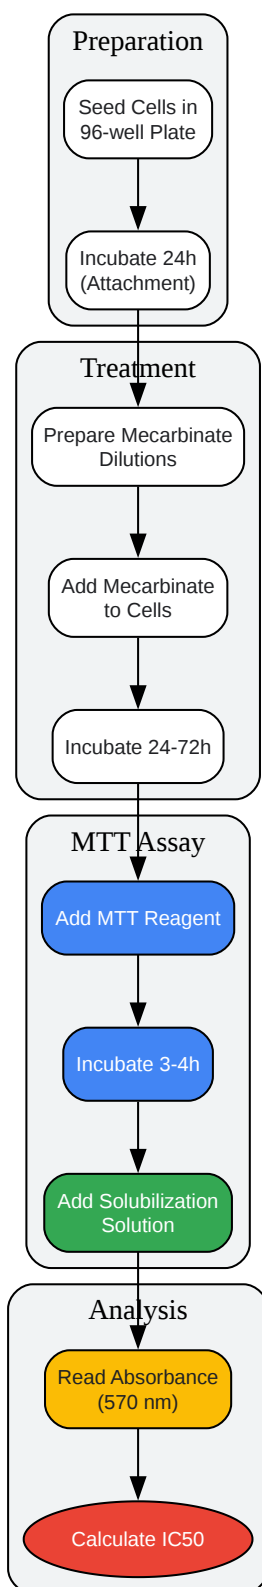 Preparation
Seed Cells in
96-well Plate
Incubate 24h
(Attachment)
Treatment
Prepare Mecarbinate
Dilutions
Add Mecarbinate
to Cells
Incubate 24-72h
MTT Assay
Add MTT Reagent
Incubate 3-4h
Add Solubilization
Solution
Analysis
Read Absorbance
(570 nm)
Calculate IC50